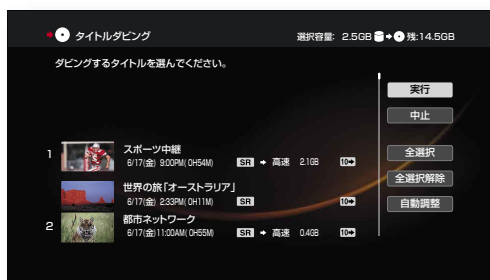 タイトルダビング 選択容量: 2.5GB 残:14.5GB
ダビングするタイトルを選んでください。
実行
中止
全選択
全選択解除
自動調整
1 スポーツ中継
6/17(金) 9:00PM( 0H54M) SR 高速 2.1GB 10
世界の旅「オーストラリア」
6/17(金) 2:33PM( 0H11M) SR 10
2 都市ネットワーク
6/17(金)11:00AM( 0H55M) SR 高速 0.4GB 10